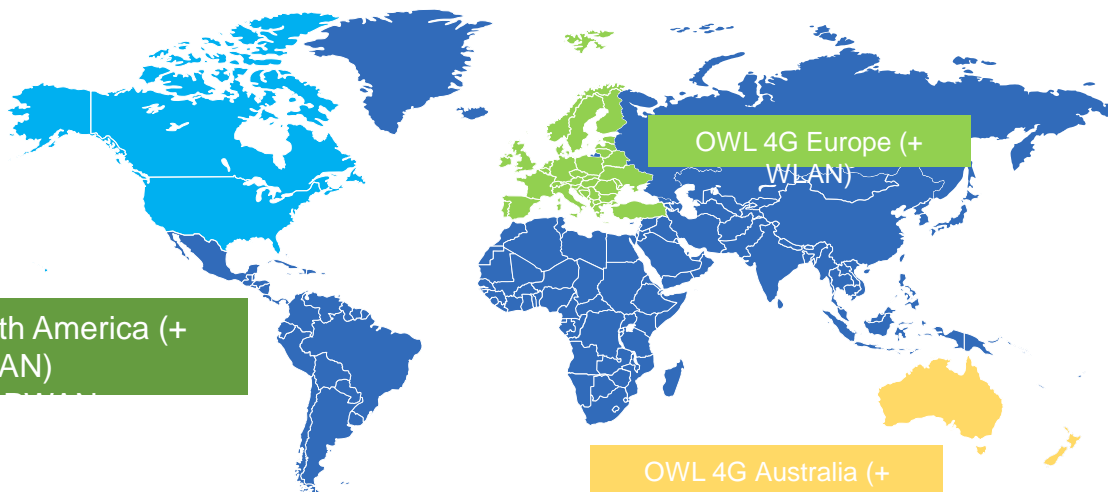 OWL 4G Europe (+
WLAN)
th America (+
AN)
OWL 4G Australia (+